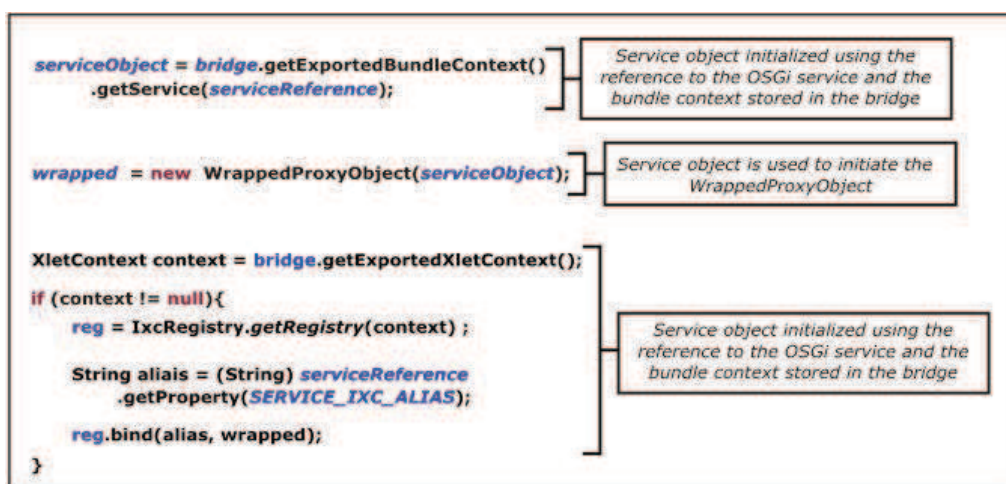 serviceObject = bridge.getExportedBundleContext()
.getService(serviceReference);
Service object initialized using the
reference to the OSGi service and the
bundle context stored in the bridge
wrapped = new WrappedProxyObject(serviceObject);
Service object is used to initiate the
WrappedProxyObject
XletContext context = bridge.getExportedXletContext();
if (context != null){
reg = IxcRegistry.getRegistry(context) ;
String aliais = (String) serviceReference
.getProperty(SERVICE_IXC_ALIAS);
reg.bind(alias, wrapped);
}
Service object initialized using the
reference to the OSGi service and the
bundle context stored in the bridge